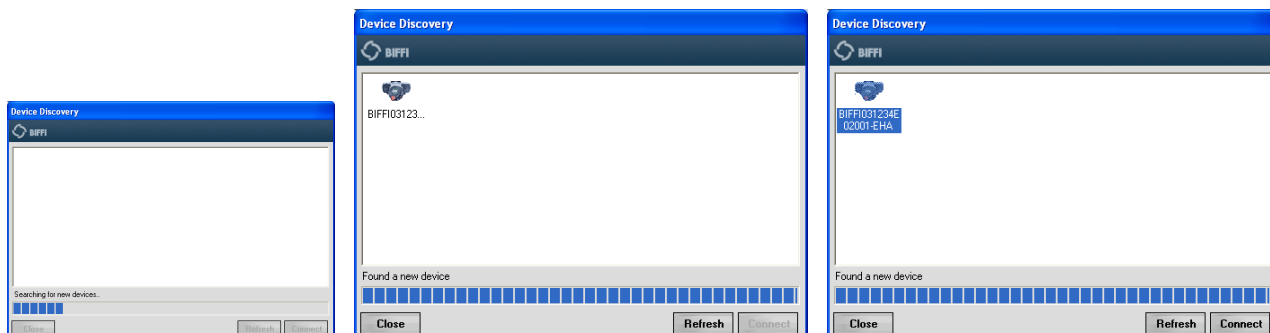 Device Discovery
BIFFI
Searching for new devices..
Close
Refresh Connect
Device Discovery
BIFFI
BIFFI03123...
Found a new device
Close
Refresh Connect
Device Discovery
BIFFI
BIFFI031234E
02001-EHA
Found a new device
Close
Refresh Connect